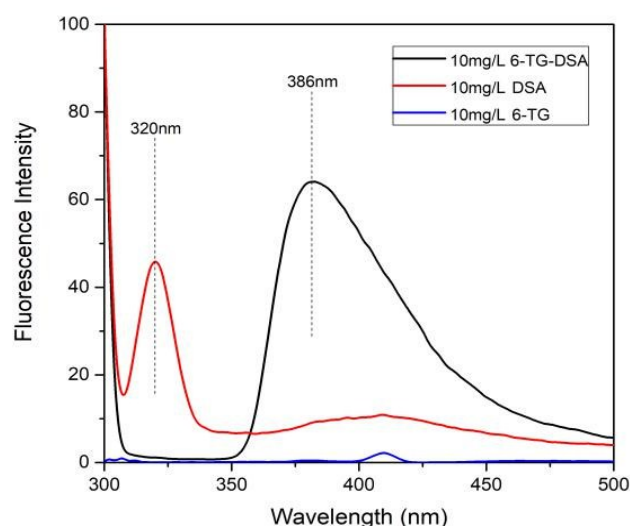 100
80
60
40
20
0
Fluorescence Intensity
320nm
386nm
10mg/L 6-TG-DSA
10mg/L DSA
10mg/L 6-TG
300
350
400
450
500
Wavelength (nm)